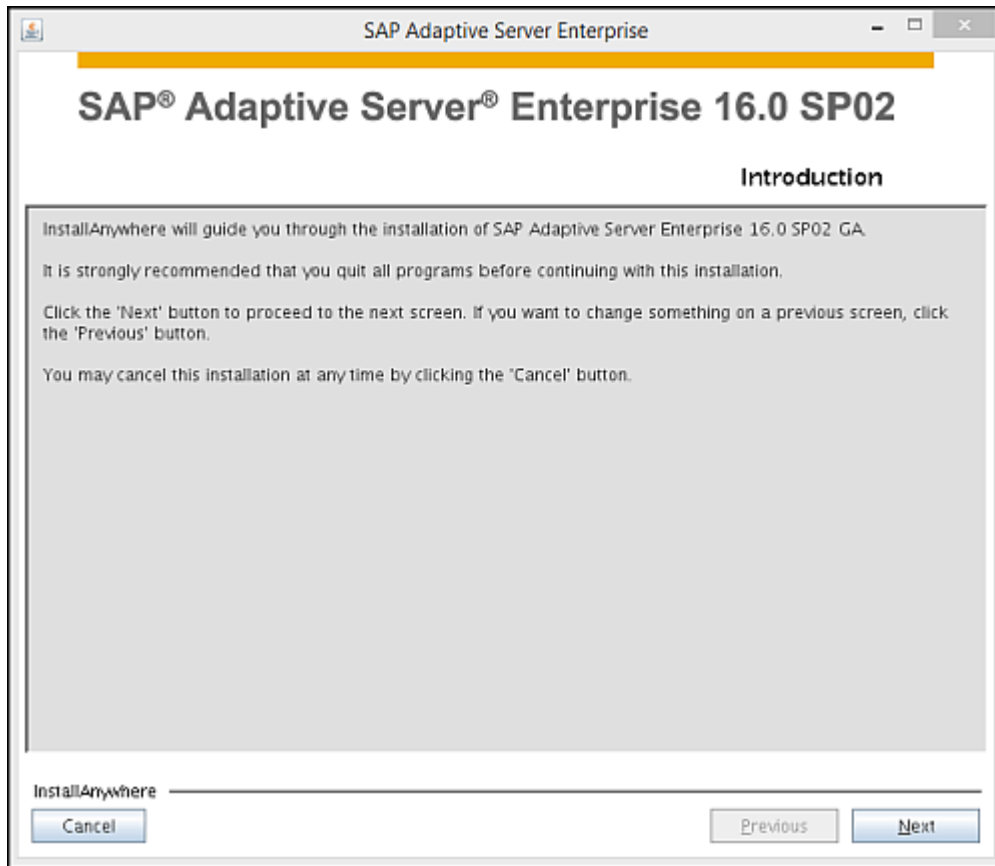 SAP Adaptive Server Enterprise
SAP® Adaptive Server® Enterprise 16.0 SP02
Introduction
InstallAnywhere will guide you through the installation of SAP Adaptive Server Enterprise 16.0 SP02 GA.
It is strongly recommended that you quit all programs before continuing with this installation.
Click the 'Next' button to proceed to the next screen. If you want to change something on a previous screen, click
the 'Previous' button.
You may cancel this installation at any time by clicking the 'Cancel' button.
InstallAnywhere
Cancel
Previous
Next